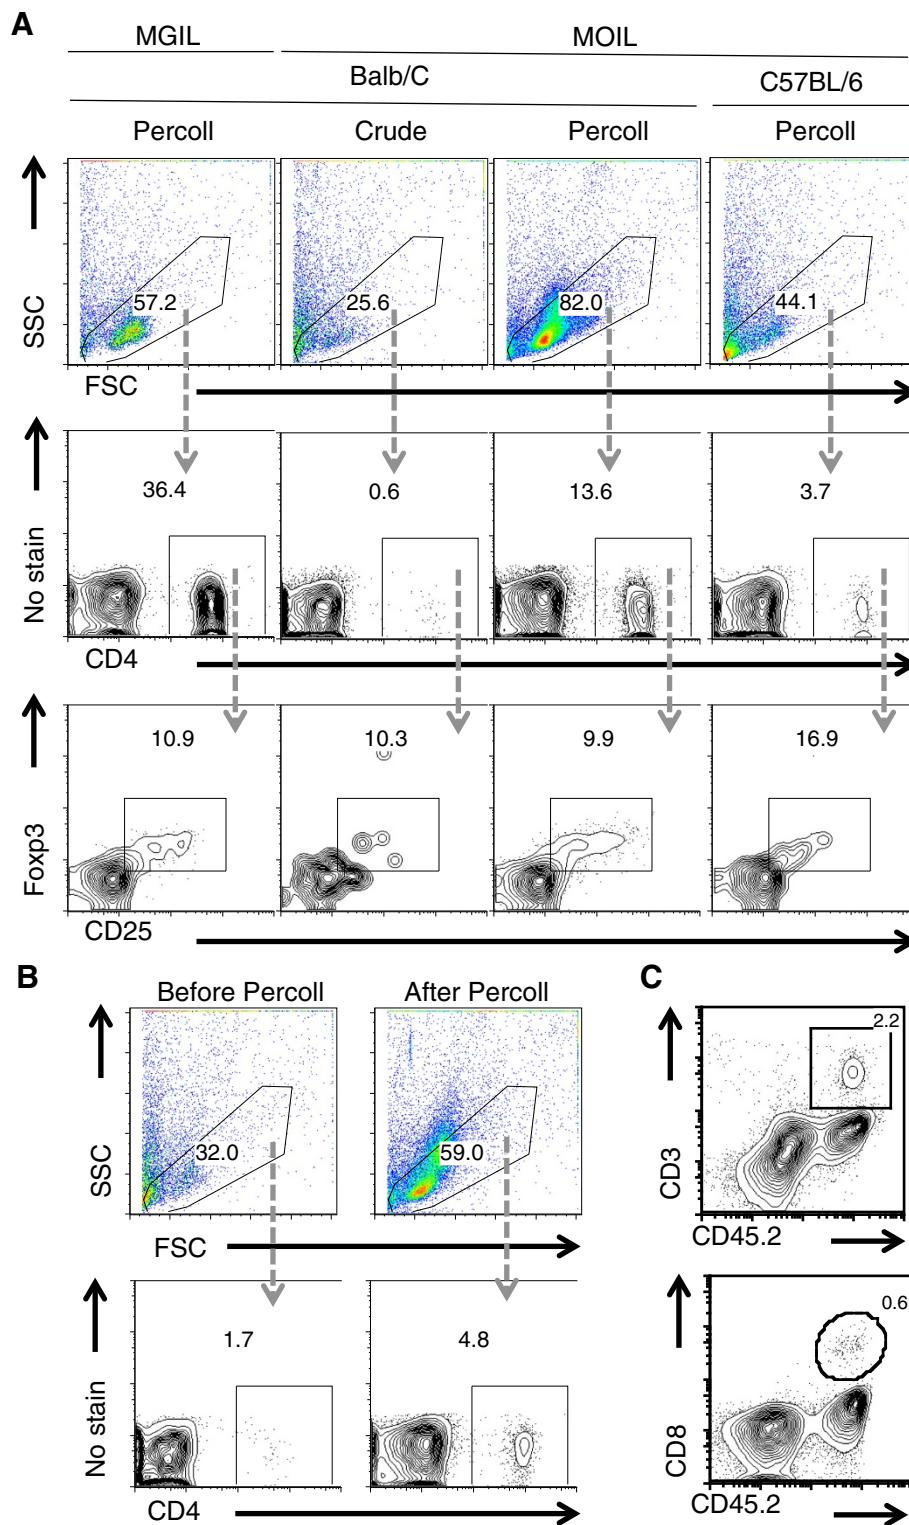 A
MGIL MOIL
Balb/C C57BL/6
Percoll Crude Percoll Percoll
SSC
57.2 25.6 82.0 44.1
FSC
No stain
36.4 0.6 13.6 3.7
CD4
Foxp3
10.9 10.3 9.9 16.9
CD25
B
Before Percoll After Percoll
SSC
32.0 59.0
FSC
No stain
1.7 4.8
CD4
C
2.2
CD3
CD45.2
0.6
CD8
CD45.2